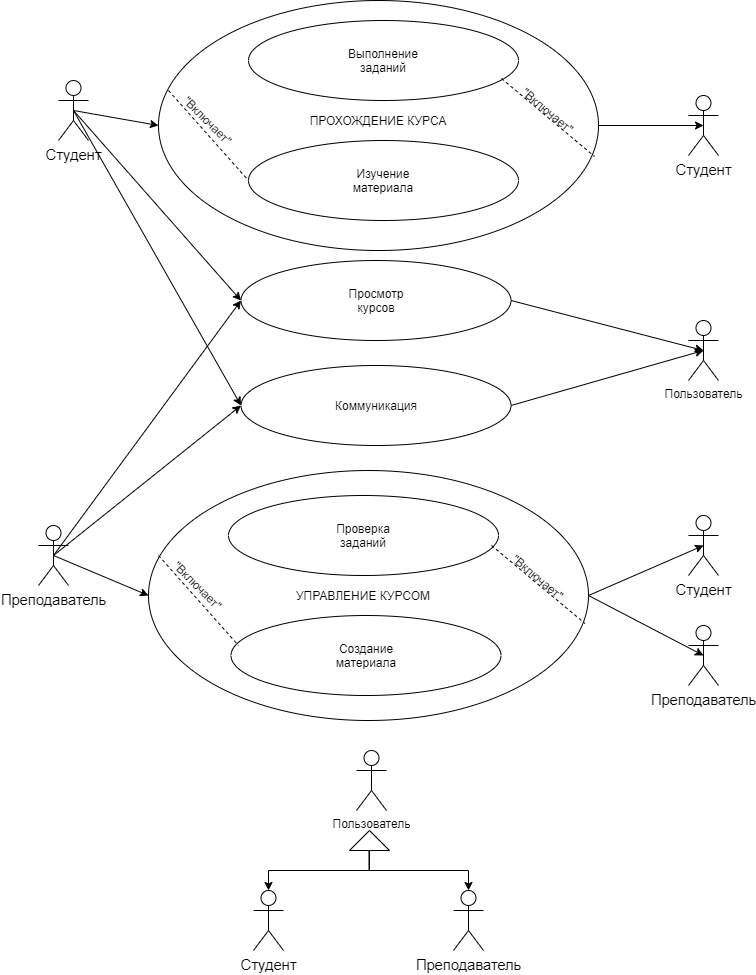 Выполнение
заданий
"Включает"
"Включает"
ПРОХОЖДЕНИЕ КУРСА
Студент
Студент
Изучение
материала
Просмотр
курсов
Пользователь
Коммуникация
Проверка
заданий
"Включает"
"Включает"
Студент
Преподаватель
УПРАВЛЕНИЕ КУРСОМ
Создание
материала
Преподаватель
Пользователь
Студент
Преподаватель